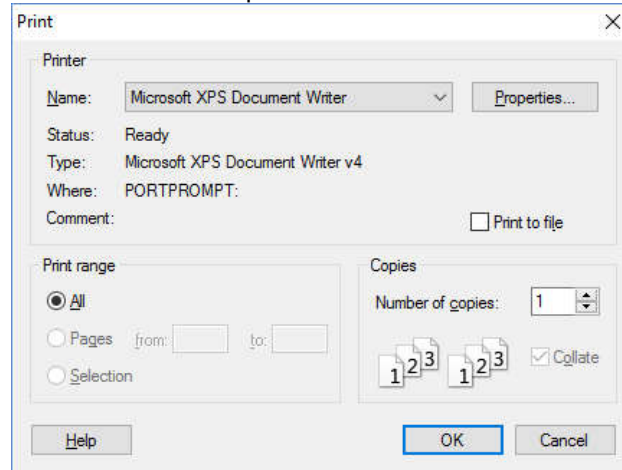 Print
Printer
Name: Microsoft XPS Document Writer Properties...
Status: Ready
Type: Microsoft XPS Document Writer v4
Where: PORTPROMPT:
Comment: Print to file
Print range
All
Pages from: to:
Selection
Copies
Number of copies: 1
1 2 3 1 2 3 Collate
Help OK Cancel